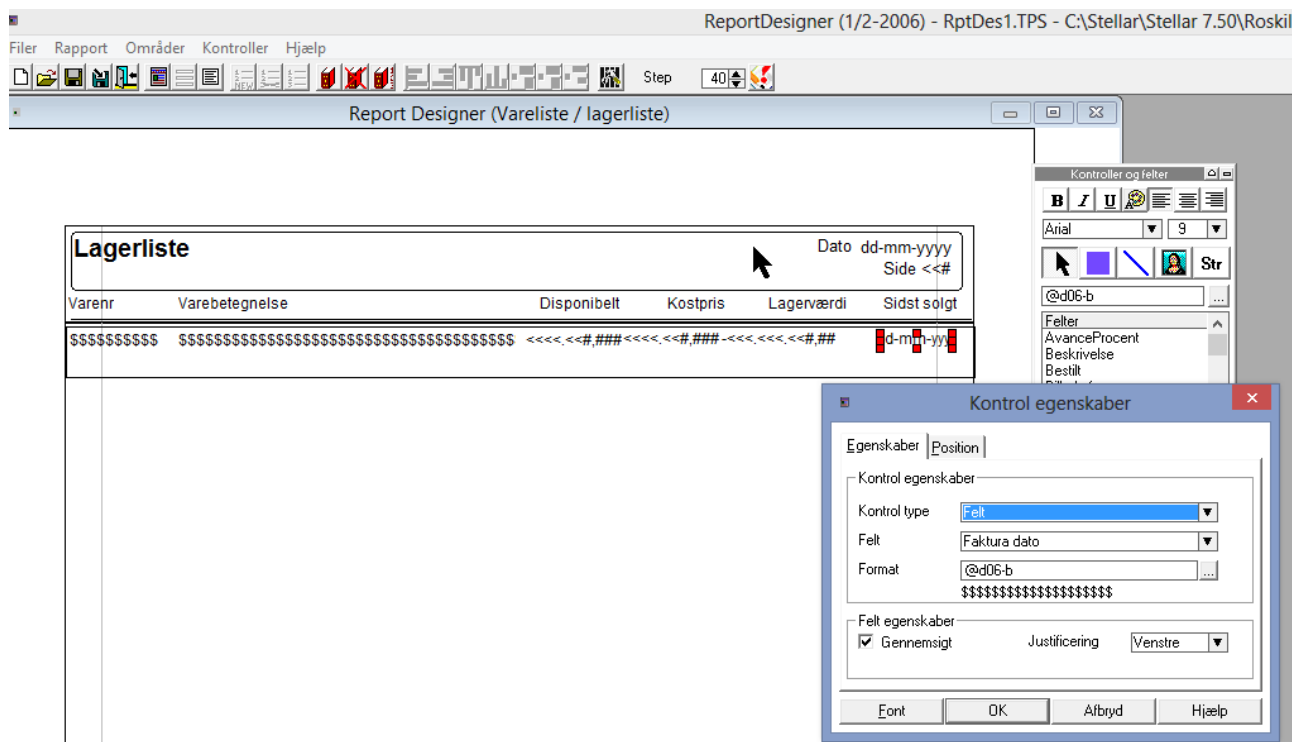 ReportDesigner (1/2-2006) - RptDes1.TPS - C:\Stellar\Stellar 7.50\Roskil
Filer Rapport Områder Kontroller Hjælp
NEW
Step 40
Report Designer (Vareliste / lagerliste)
Kontroller og felter
B I U
Arial 9
Str
@d06-b ...
Felter
AvanceProcent
Beskrivelse
Bestilt
Lagerliste
Dato dd-mm-yyyy
Side <<#
Varenr Varebetegnelse Disponibelt Kostpris Lagerværdi Sidst solgt
$$$$$$$$$$ $$$$$$$$$$$$$$$$$$$$$$$$$$$$$$$$$$$$$$$$ <<<<.<<#,### <<<<.<<#,### -<<<.<<<.<<#,## d-mm-yyy
Kontrol egenskaber
Egenskaber Position
Kontrol egenskaber
Kontrol type Felt
Felt Faktura dato
Format @d06-b ...
$$$$$$$$$$$$$$$$$$$$
Felt egenskaber
Gennemsigt Justificering Venstre
Font OK Afbryd Hjælp